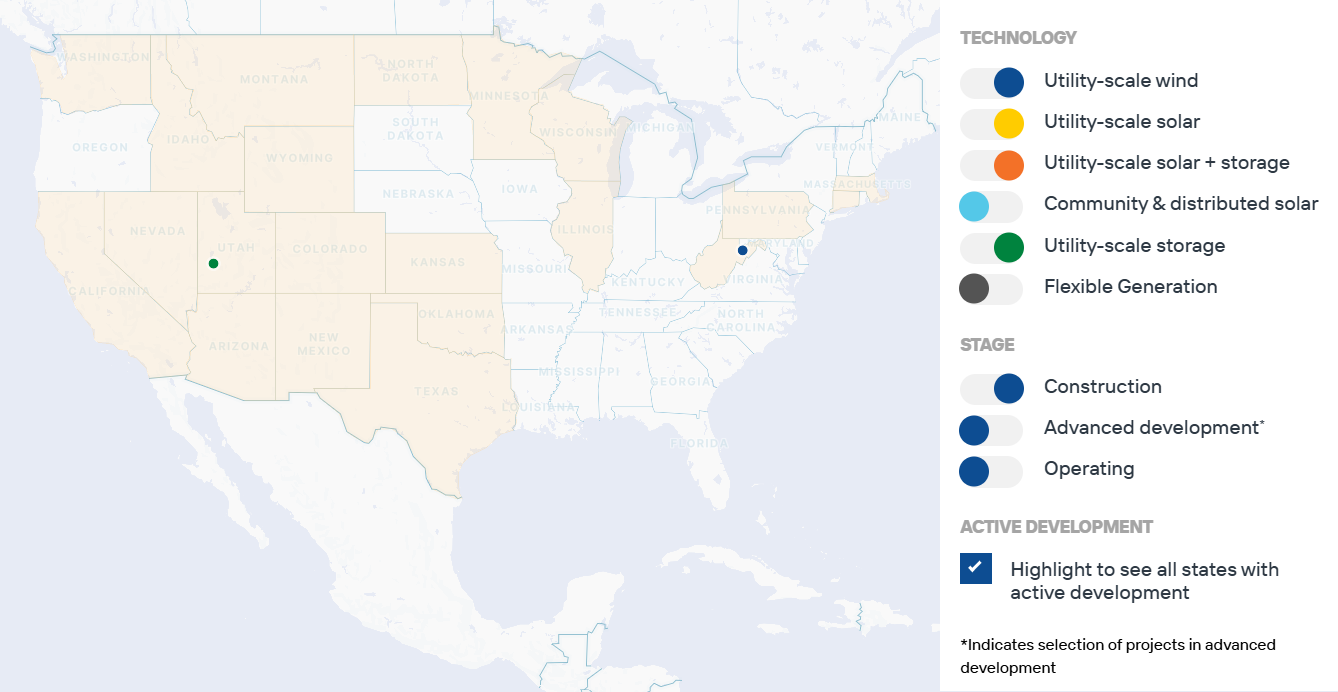 WASHINGTON
MONTANA
NORTH
DAKOTA
MINNESOTA
SOUTH
DAKOTA
WISCONSIN
MICHIGAN
MAINE
OREGON
IDAHO
WYOMING
VERMONT
MASSACHUSETTS
IOWA
NEBRASKA
PENNSYLVANIA
NEVADA
UTAH
COLORADO
ILLINOIS
MARYLAND
KANSAS
MISSOURI
KENTUCKY
VIRGINIA
CALIFORNIA
OKLAHOMA
TENNESSEE
NORTH
CAROLINA
ARIZONA
NEW
MEXICO
ARKANSAS
MISSISSIPPI
GEORGIA
TEXAS
LOUISIANA
FLORIDA
TECHNOLOGY
Utility-scale wind
Utility-scale solar
Utility-scale solar + storage
Community & distributed solar
Utility-scale storage
Flexible Generation
STAGE
Construction
Advanced development*
Operating
ACTIVE DEVELOPMENT
Highlight to see all states with
active development
*Indicates selection of projects in advanced
development